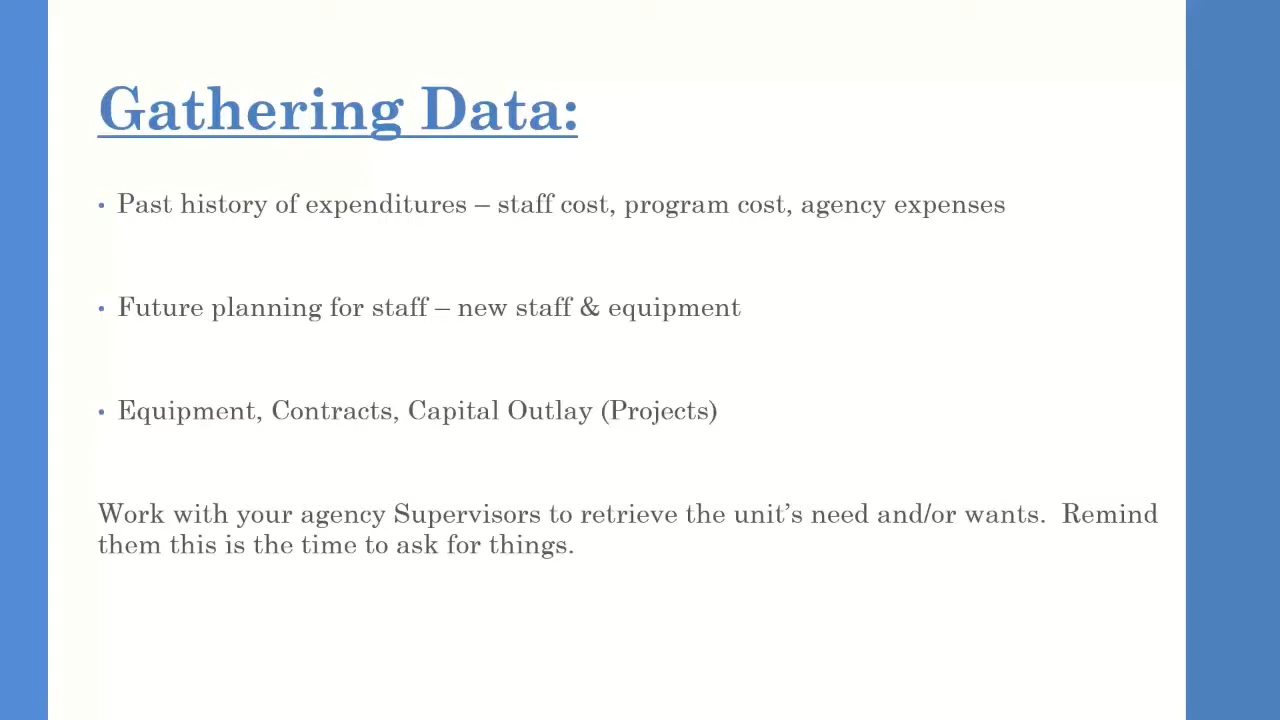 Gathering Data:
• Past history of expenditures – staff cost, program cost, agency expenses
• Future planning for staff – new staff & equipment
• Equipment, Contracts, Capital Outlay (Projects)
Work with your agency Supervisors to retrieve the unit’s need and/or wants.  Remind
them this is the time to ask for things.